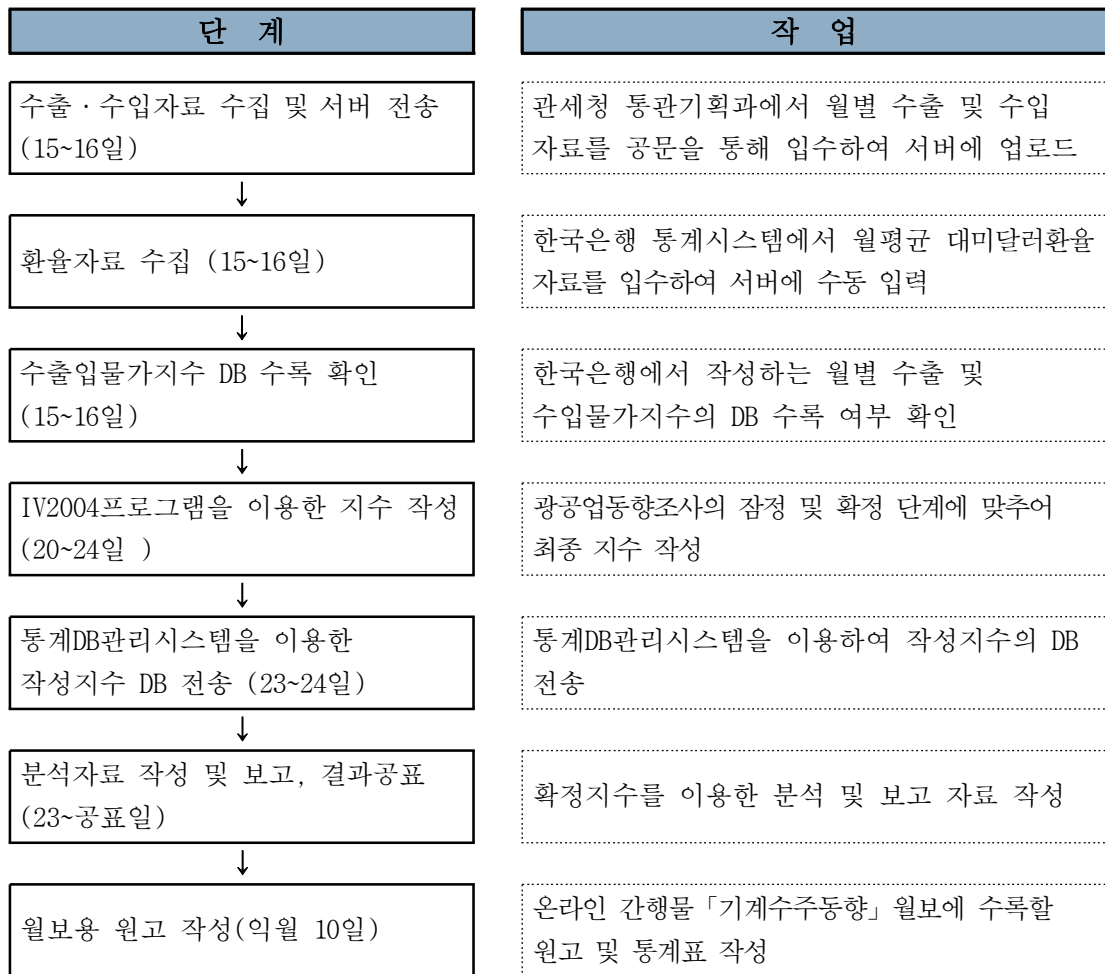 단 계
작 업
수출·수입자료 수집 및 서버 전송
(15~16일)
관세청 통관기획과에서 월별 수출 및 수입
자료를 공문을 통해 입수하여 서버에 업로드
↓
환율자료 수집 (15~16일)
한국은행 통계시스템에서 월평균 대미달러환율
자료를 입수하여 서버에 수동 입력
↓
수출입물가지수 DB 수록 확인
(15~16일)
한국은행에서 작성하는 월별 수출 및
수입물가지수의 DB 수록 여부 확인
↓
IV2004프로그램을 이용한 지수 작성
(20~24일 )
광공업동향조사의 잠정 및 확정 단계에 맞추어
최종 지수 작성
↓
통계DB관리시스템을 이용한
작성지수 DB 전송 (23~24일)
통계DB관리시스템을 이용하여 작성지수의 DB
전송
↓
분석자료 작성 및 보고, 결과공표
(23~공표일)
확정지수를 이용한 분석 및 보고 자료 작성
↓
월보용 원고 작성(익월 10일)
온라인 간행물「기계수주동향」월보에 수록할
원고 및 통계표 작성